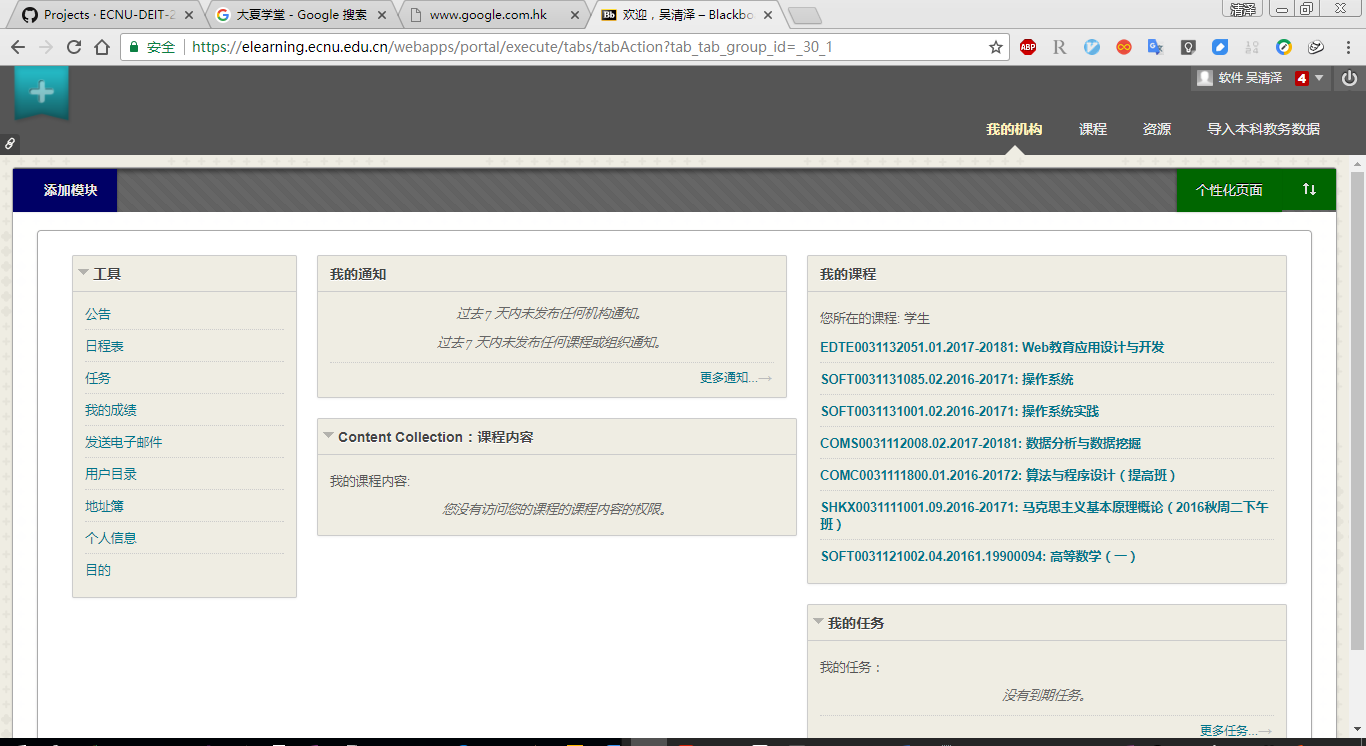 Projects · ECNU-DEIT-2
大夏学堂 - Google 搜索
www.google.com.hk
欢迎，吴清泽 – Blackbo
清泽
安全
https://elearning.ecnu.edu.cn/webapps/portal/execute/tabs/tabAction?tab_tab_group_id=_30_1
ABP
软件 吴清泽
4
我的机构
课程
资源
导入本科教务数据
添加模块
个性化页面
工具
公告
日程表
任务
我的成绩
发送电子邮件
用户目录
地址簿
个人信息
目的
我的通知
过去 7 天内未发布任何机构通知。
过去 7 天内未发布任何课程或组织通知。
更多通知...→
Content Collection：课程内容
我的课程内容:
您没有访问您的课程的课程内容的权限。
我的课程
您所在的课程: 学生
EDTE0031132051.01.2017-20181: Web教育应用设计与开发
SOFT0031131085.02.2016-20171: 操作系统
SOFT0031131001.02.2016-20171: 操作系统实践
COMS0031112008.02.2017-20181: 数据分析与数据挖掘
COMC0031111800.01.2016-20172: 算法与程序设计（提高班）
SHKX0031111001.09.2016-20171: 马克思主义基本原理概论（2016秋周二下午
班）
SOFT0031121002.04.20161.19900094: 高等数学（一）
我的任务
我的任务：
没有到期任务。
更多任务...→